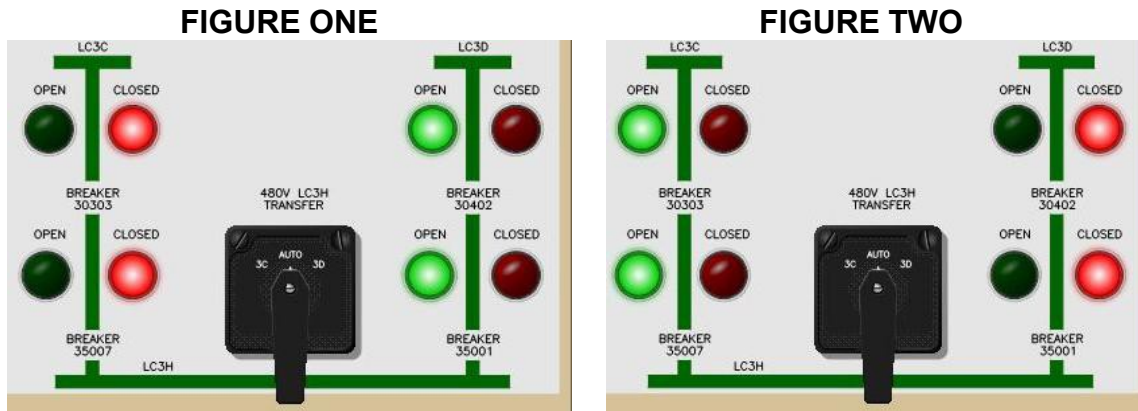 FIGURE ONE
LC3C
LC3D
OPEN
CLOSED
OPEN
CLOSED
BREAKER
30303
480V LC3H
TRANSFER
BREAKER
30402
OPEN
CLOSED
OPEN
CLOSED
3C
AUTO
3D
BREAKER
35007
BREAKER
35001
LC3H
FIGURE TWO
LC3C
LC3D
OPEN
CLOSED
OPEN
CLOSED
BREAKER
30303
480V LC3H
TRANSFER
BREAKER
30402
OPEN
CLOSED
OPEN
CLOSED
3C
AUTO
3D
BREAKER
35007
BREAKER
35001
LC3H